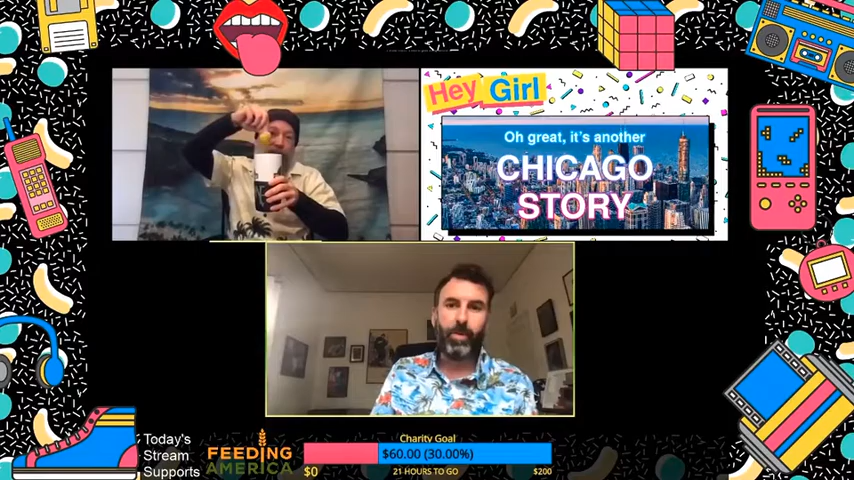 Hey Girl
Oh great, it's another
CHICAGO
STORY
Today's
Stream
Supports
FEEDING
AMERICA
Charity Goal
$60.00 (30.00%)
$0
21 HOURS TO GO
$200